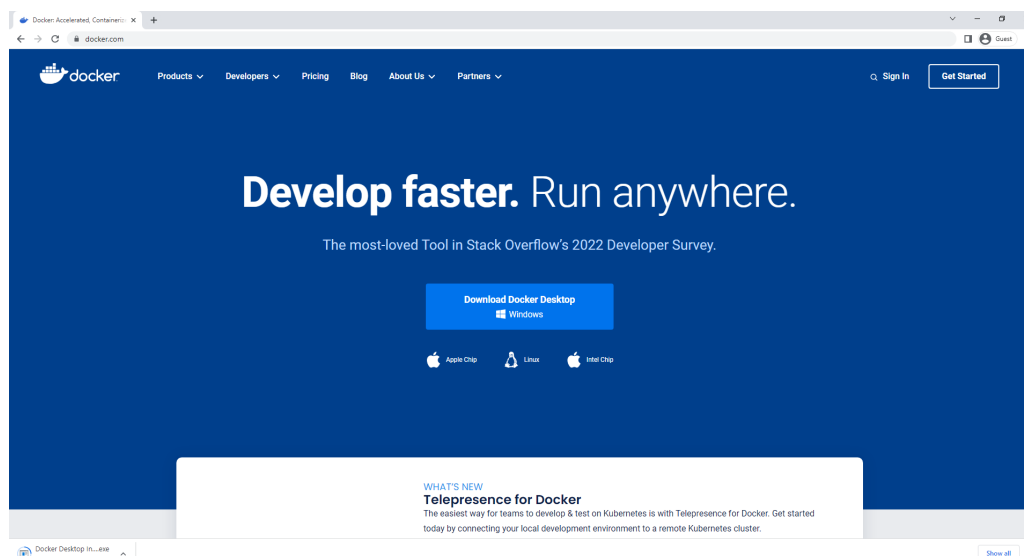 Docker: Accelerated, Containeriz
docker.com
Guest
docker
Products
Developers
Pricing
Blog
About Us
Partners
Sign In
Get Started
Develop faster. Run anywhere.
The most-loved Tool in Stack Overflow's 2022 Developer Survey.
Download Docker Desktop
Windows
Apple Chip
Linux
Intel Chip
WHAT'S NEW
Telepresence for Docker
The easiest way for teams to develop & test on Kubernetes is with Telepresence for Docker. Get started
today by connecting your local development environment to a remote Kubernetes cluster.
Docker Desktop In....exe
Show all